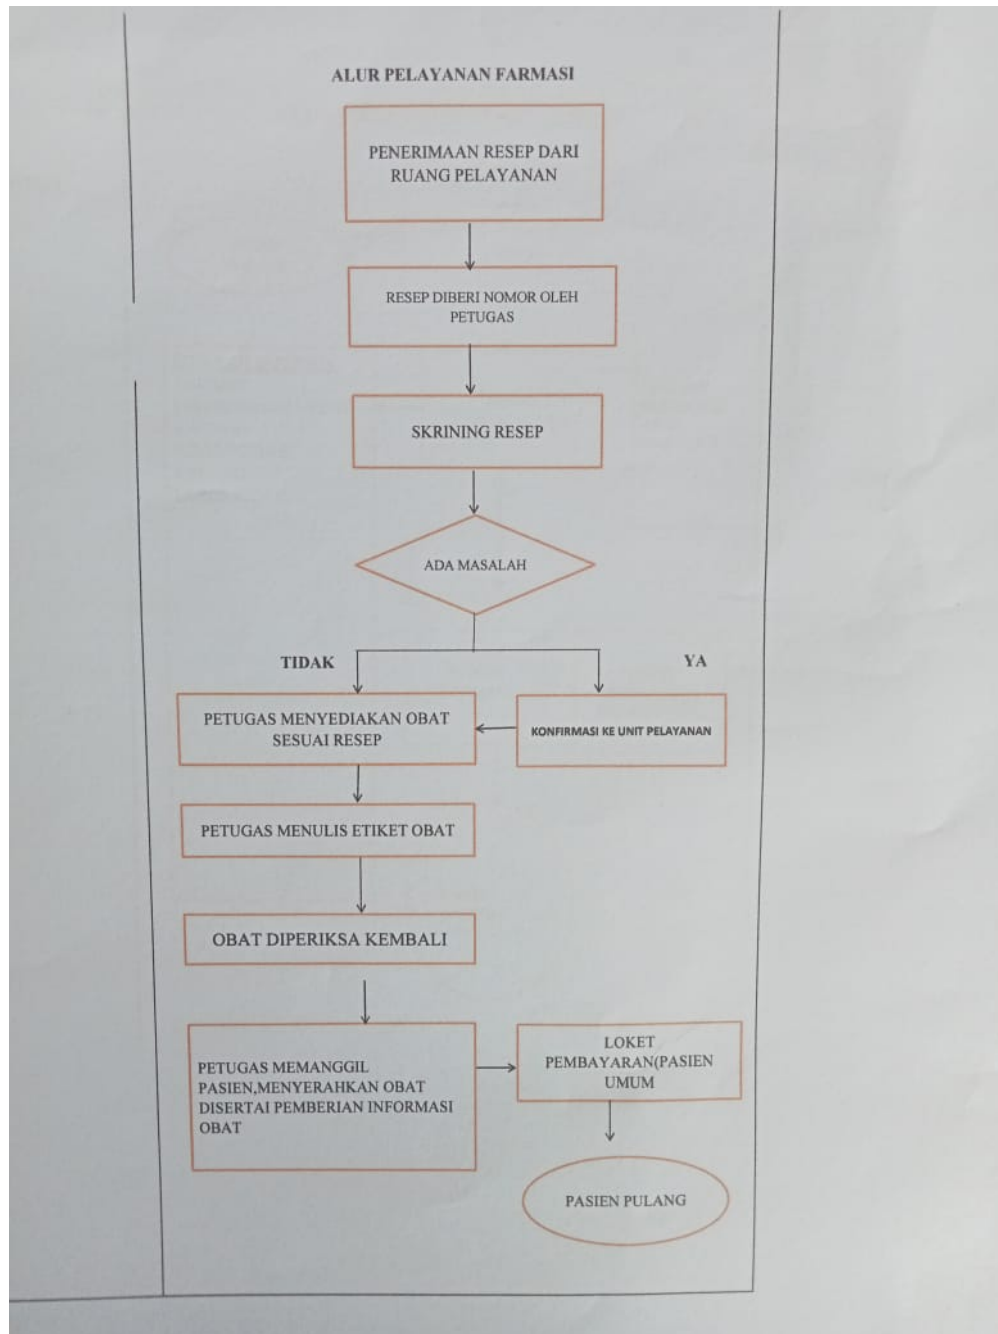 ALUR PELAYANAN FARMASI
PENERIMAAN RESEP DARI
RUANG PELAYANAN
RESEP DIBERI NOMOR OLEH
PETUGAS
SKRINING RESEP
ADA MASALAH
TIDAK
YA
PETUGAS MENYEDIAKAN OBAT
SESUAI RESEP
KONFIRMASI KE UNIT PELAYANAN
PETUGAS MENULIS ETIKET OBAT
OBAT DIPERIKSA KEMBALI
PETUGAS MEMANGGIL
PASIEN,MENYERAHKAN OBAT
DISERTAI PEMBERIAN INFORMASI
OBAT
LOKET
PEMBAYARAN(PASIEN
UMUM
PASIEN PULANG